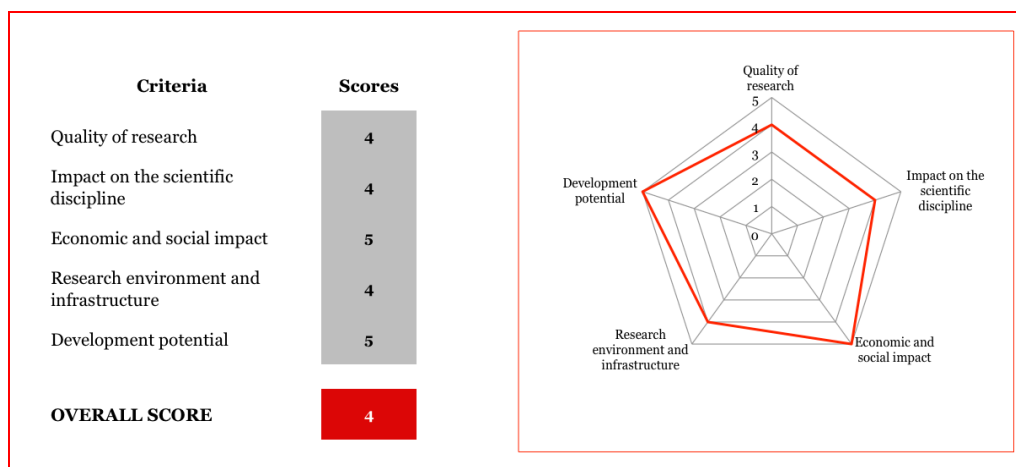 Criteria Scores
Quality of research 4
Impact on the scientific
discipline 4
Economic and social impact 5
Research environment and
infrastructure 4
Development potential 5
OVERALL SCORE 4
Quality of
research
5
4
3
2
1
0
Impact on the
scientific
discipline
Economic and
social impact
Research
environment and
infrastructure
Development
potential